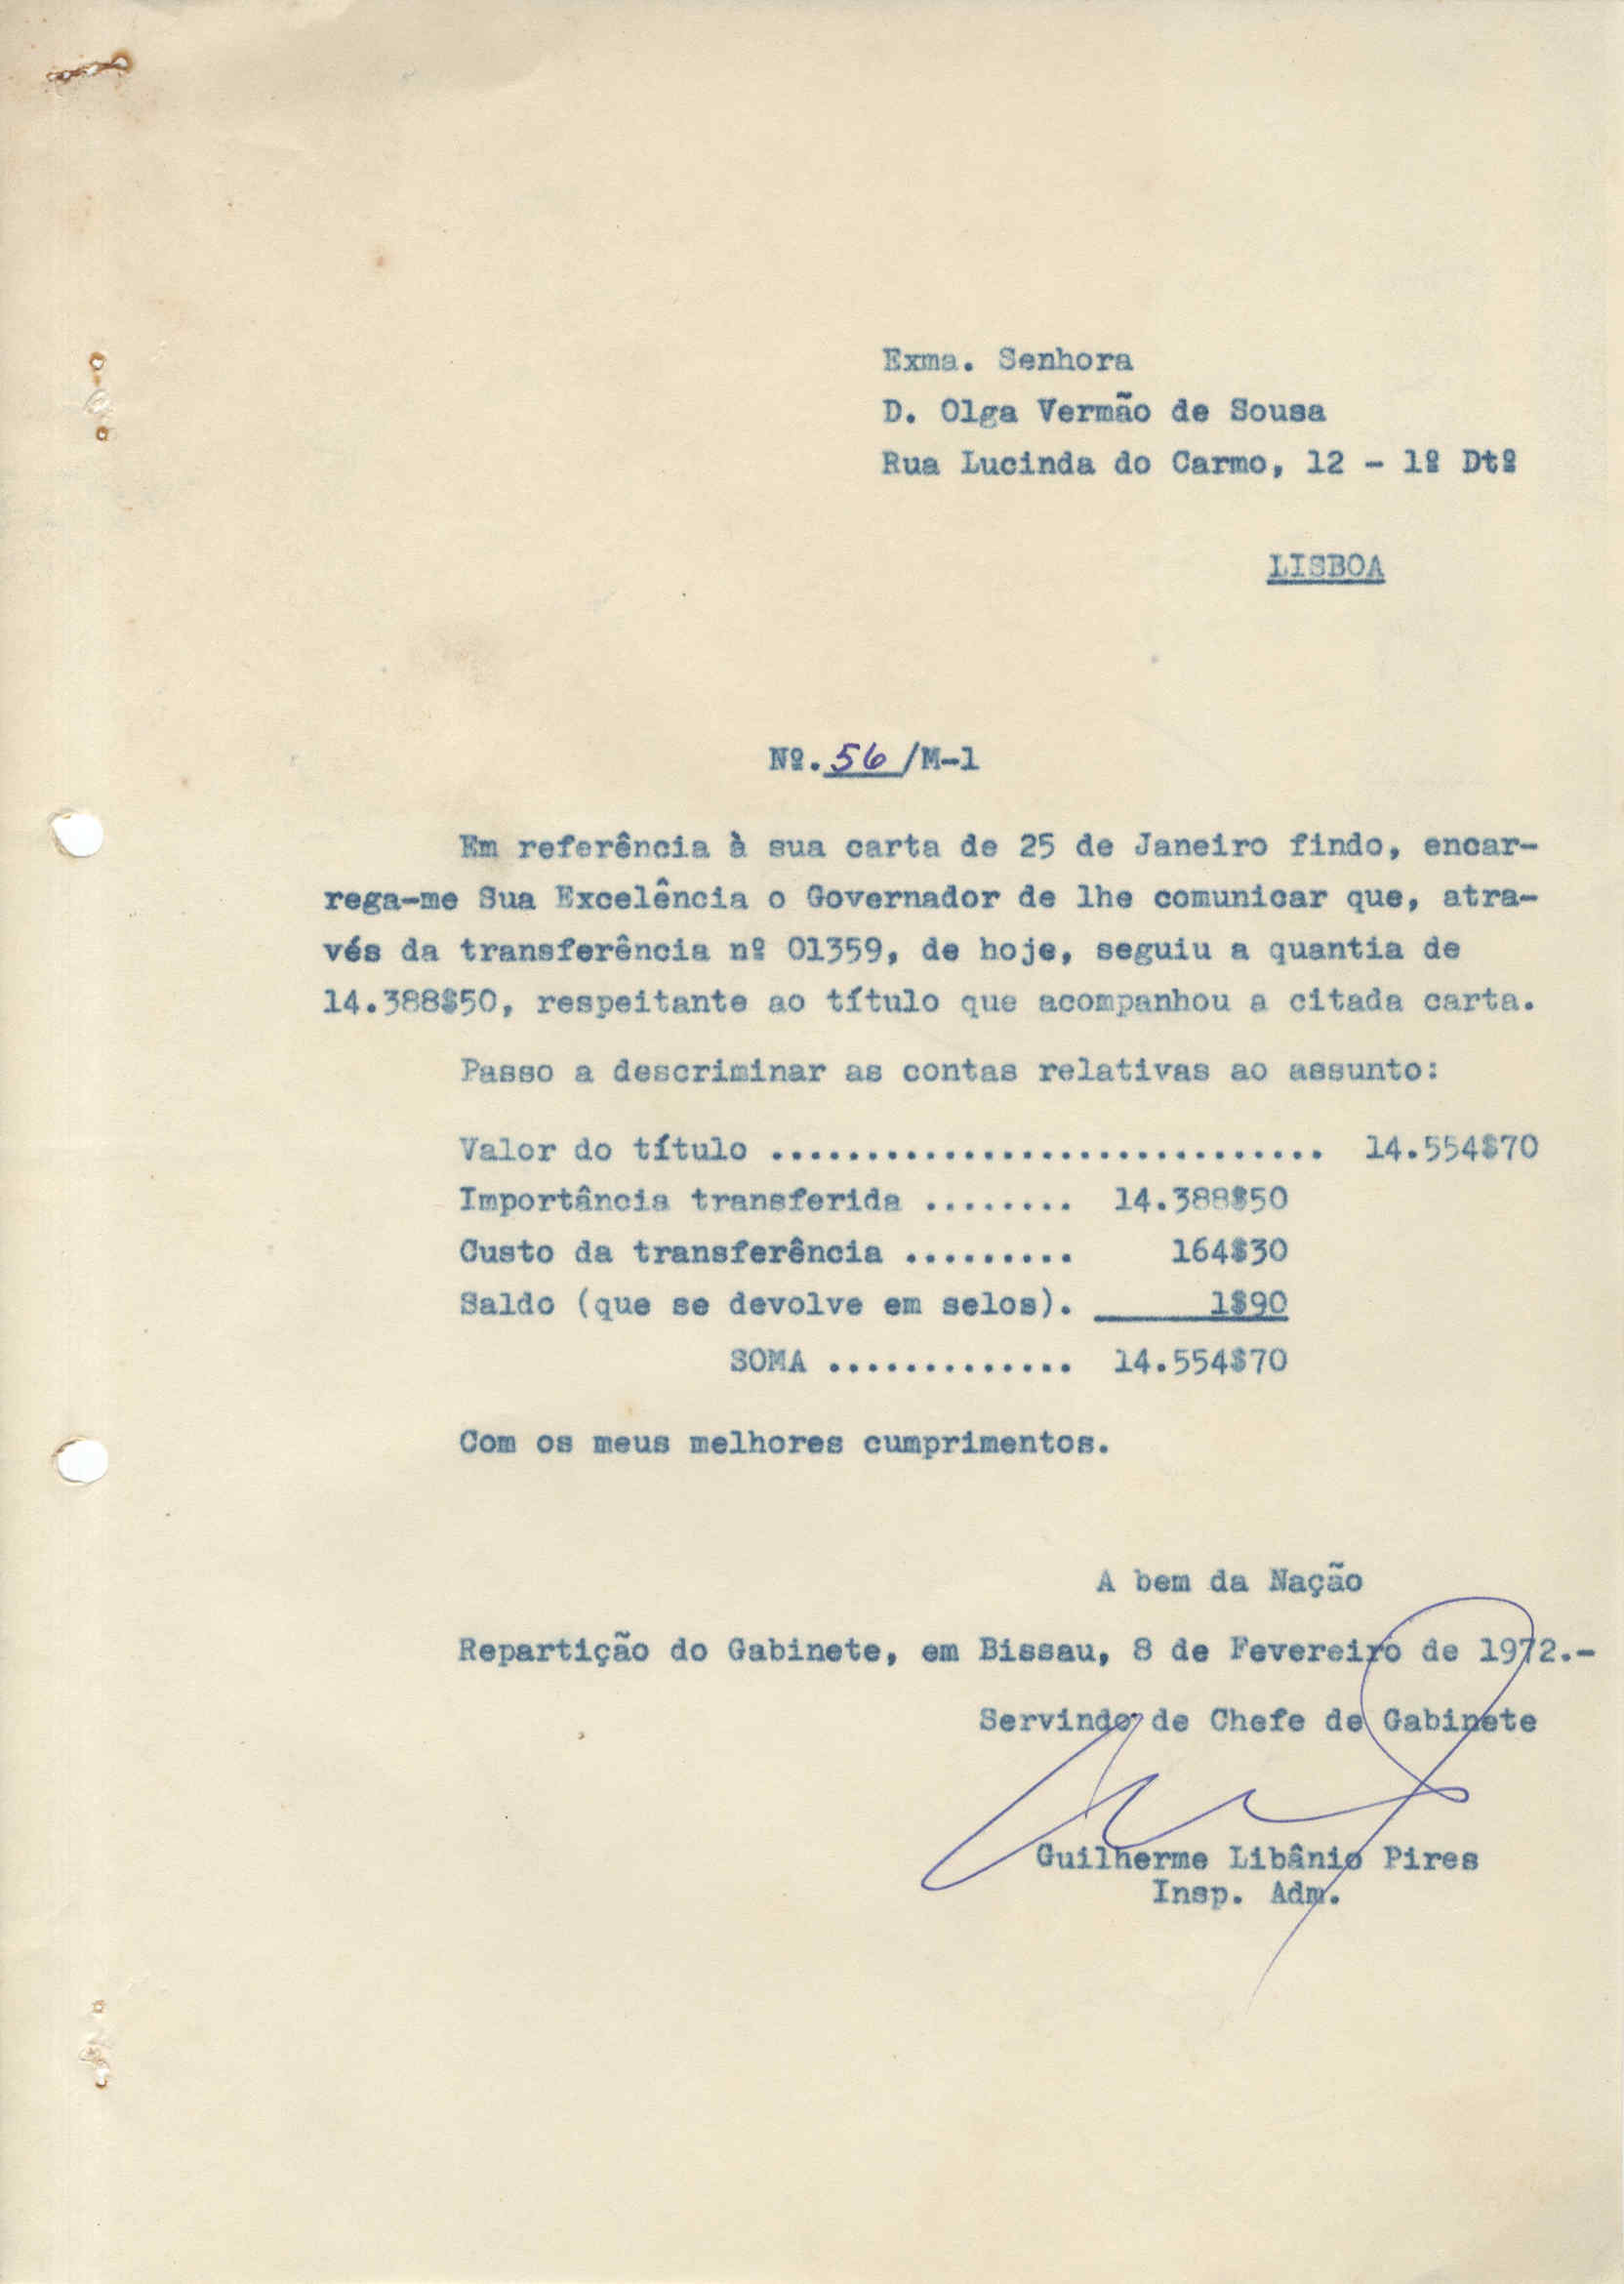 Exma. Senhora
D. Olga Vermão de Sousa
Rua Lucinda do Carmo, 12 - 1º Dtº
LISBOA
Nº. 56 /M-1
Em referência à sua carta de 25 de Janeiro findo, encar-
rega-me Sua Excelência o Governador de lhe comunicar que, atra-
vés da transferência nº 01359, de hoje, seguiu a quantia de
14.388$50, respeitante ao título que acompanhou a citada carta.
Passo a descriminar as contas relativas ao assunto:
Valor do título ............................. 14.554$70
Importância transferida ........ 14.388$50
Custo da transferência ......... 164$30
Saldo (que se devolve em selos). 1$90
SOMA ............. 14.554$70
Com os meus melhores cumprimentos.
A bem da Nação
Repartição do Gabinete, em Bissau, 8 de Fevereiro de 1972.-
Servindo de Chefe de Gabinete
Guilherme Libânio Pires
Insp. Adm.